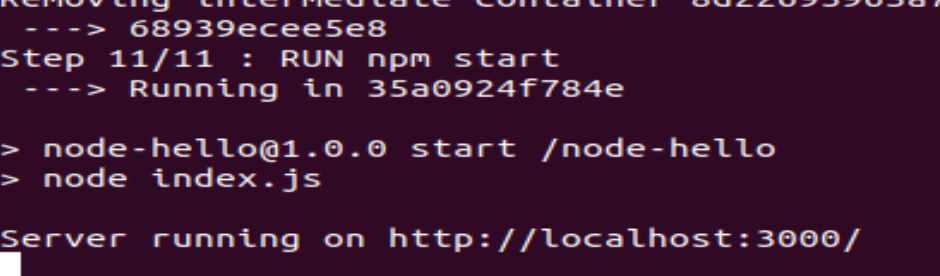 Removing intermediate container
---> 68939ecee5e8
Step 11/11 : RUN npm start
---> Running in 35a0924f784e
> node-hello@1.0.0 start /node-hello
> node index.js
Server running on http://localhost:3000/